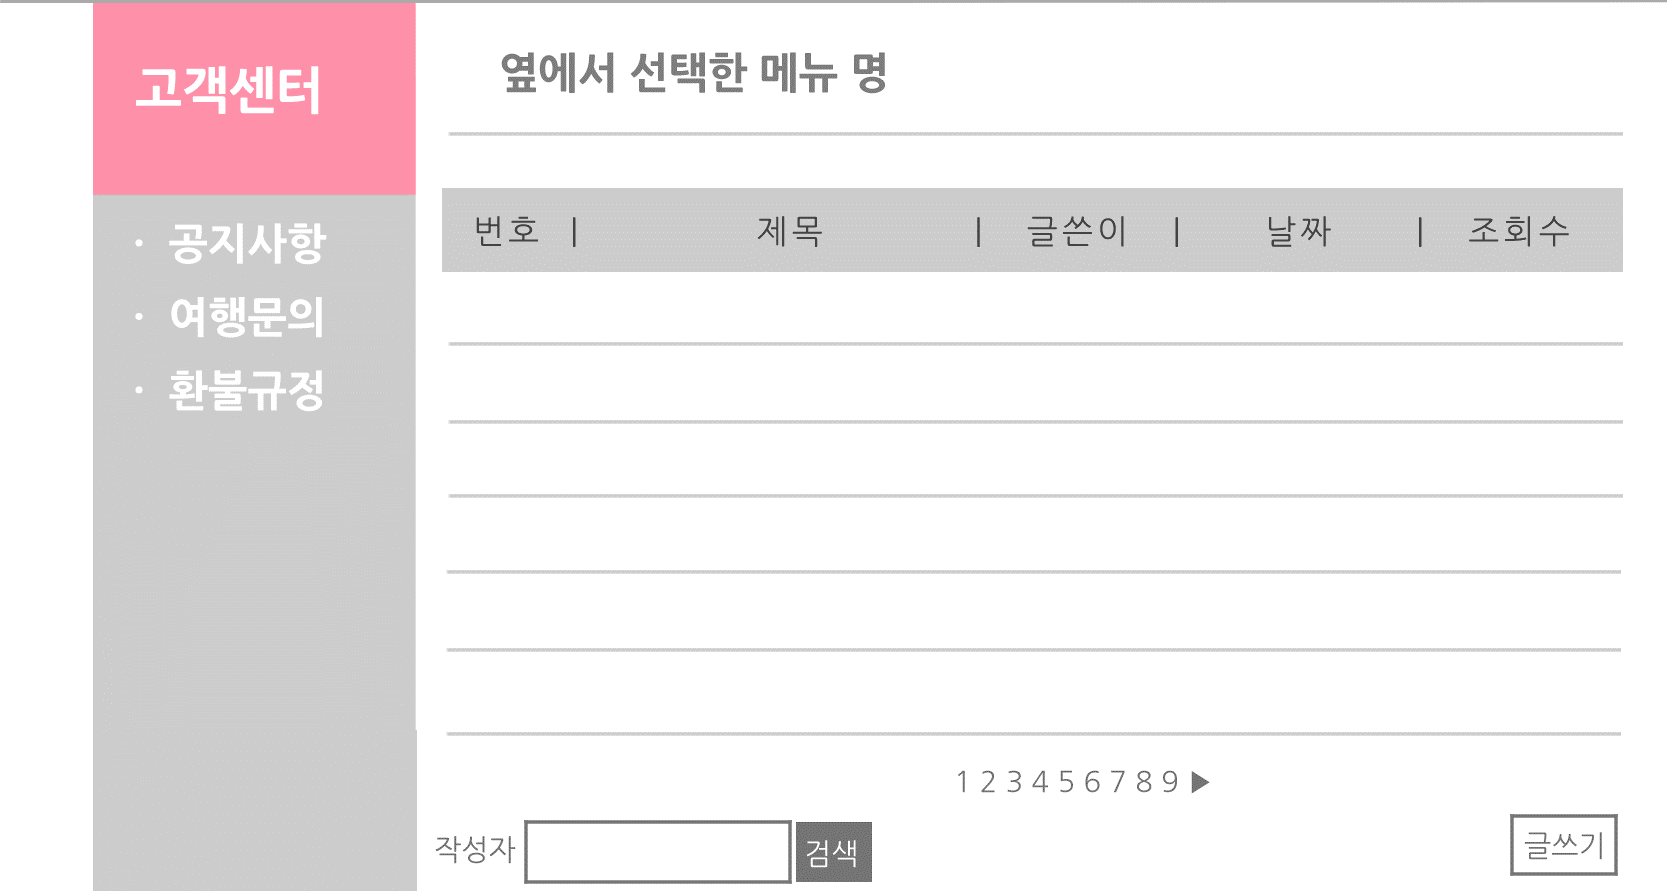 고객센터
· 공지사항
· 여행문의
· 환불규정
옆에서 선택한 메뉴 명
번호 | 제목 | 글쓴이 | 날짜 | 조회수
1 2 3 4 5 6 7 8 9 ▶
작성자 검색 글쓰기